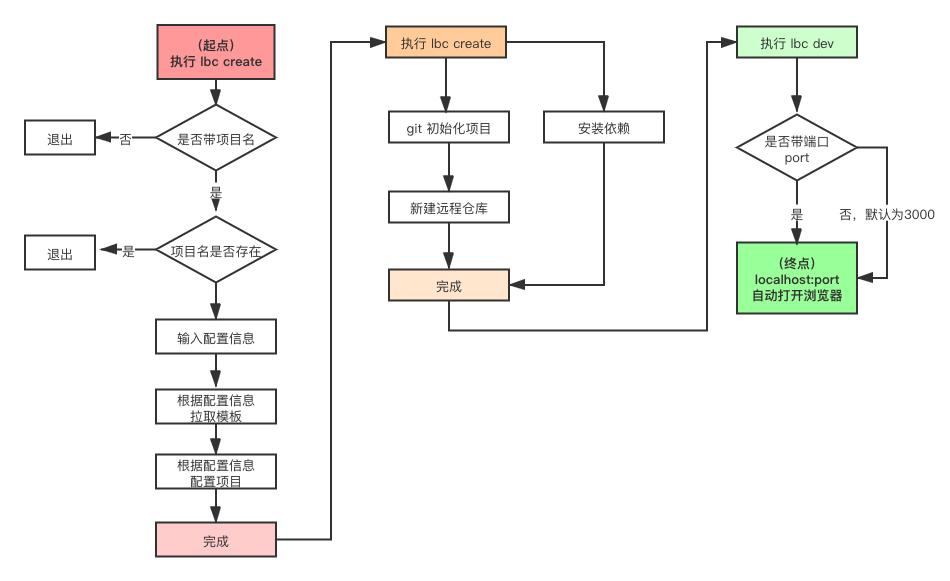 （起点）
执行 lbc create
是否带项目名
否
退出
是
项目名是否存在
是
退出
输入配置信息
根据配置信息
拉取模板
根据配置信息
配置项目
完成
执行 lbc create
git 初始化项目
安装依赖
新建远程仓库
完成
执行 lbc dev
是否带端口
port
是
否，默认为3000
（终点）
localhost:port
自动打开浏览器